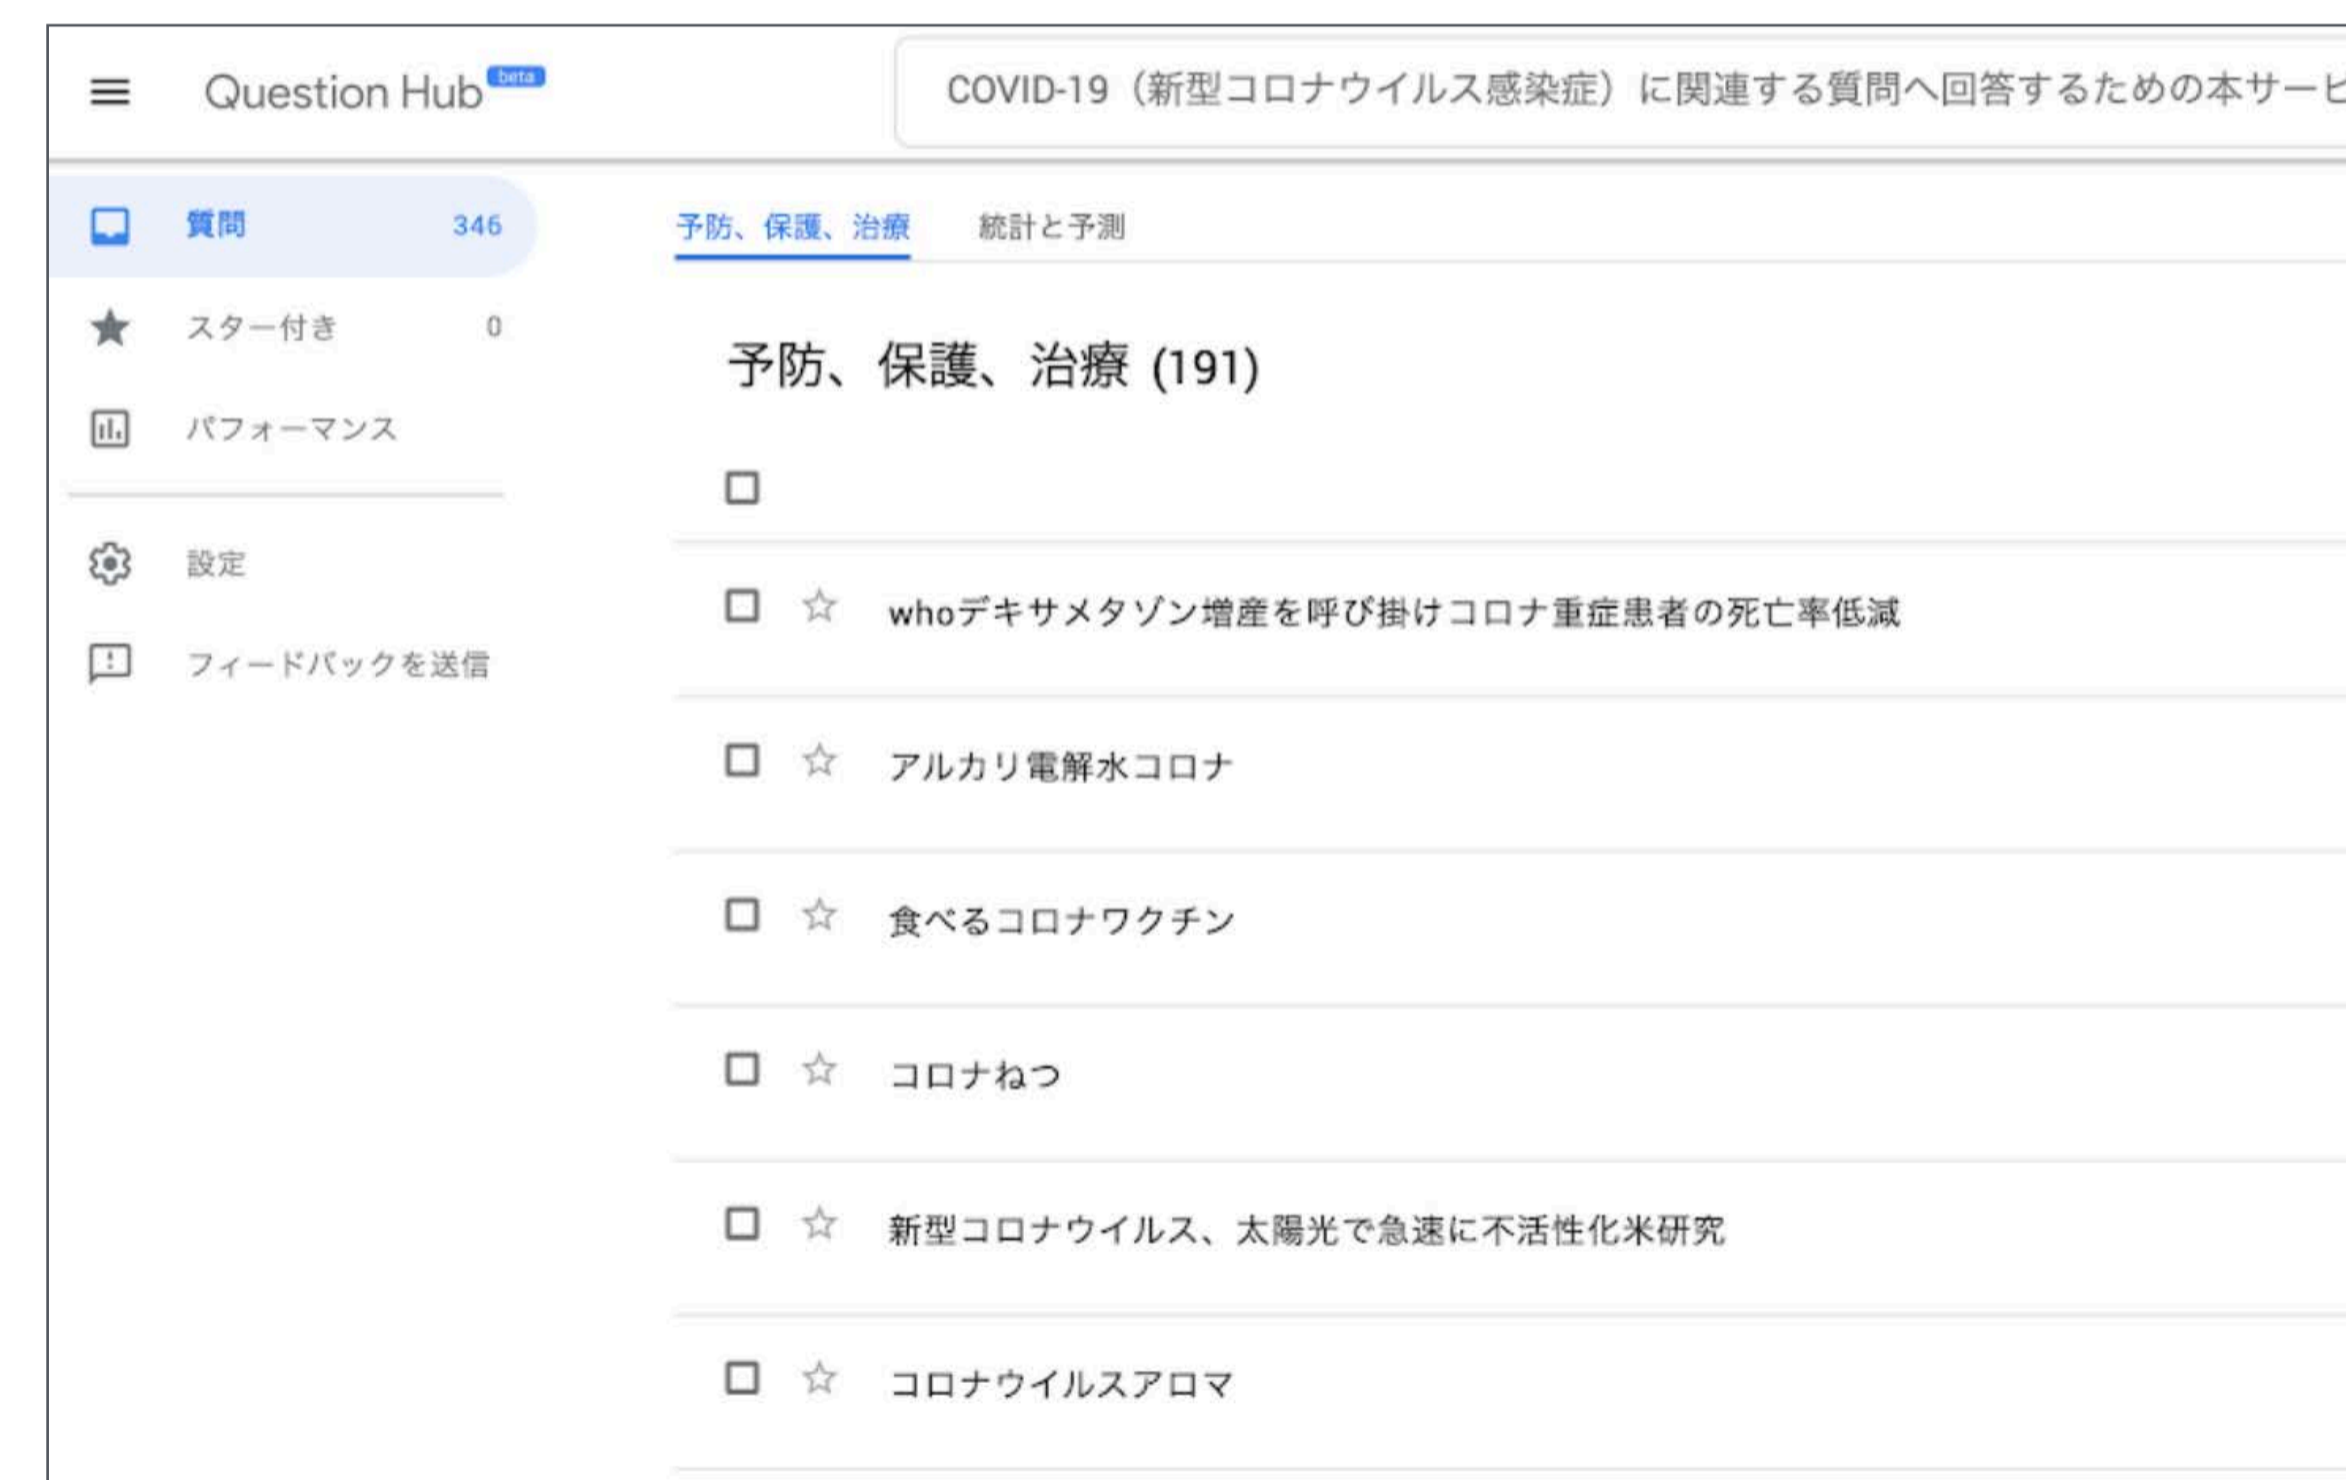 Question Hub beta
COVID-19（新型コロナウイルス感染症）に関連する質問へ回答するための本サービ
質問 346
スター付き 0
パフォーマンス
設定
フィードバックを送信
予防、保護、治療 統計と予測
予防、保護、治療 (191)
whoデキサメタゾン増産を呼び掛けコロナ重症患者の死亡率低減
アルカリ電解水コロナ
食べるコロナワクチン
コロナねつ
新型コロナウイルス、太陽光で急速に不活性化米研究
コロナウイルスアロマ